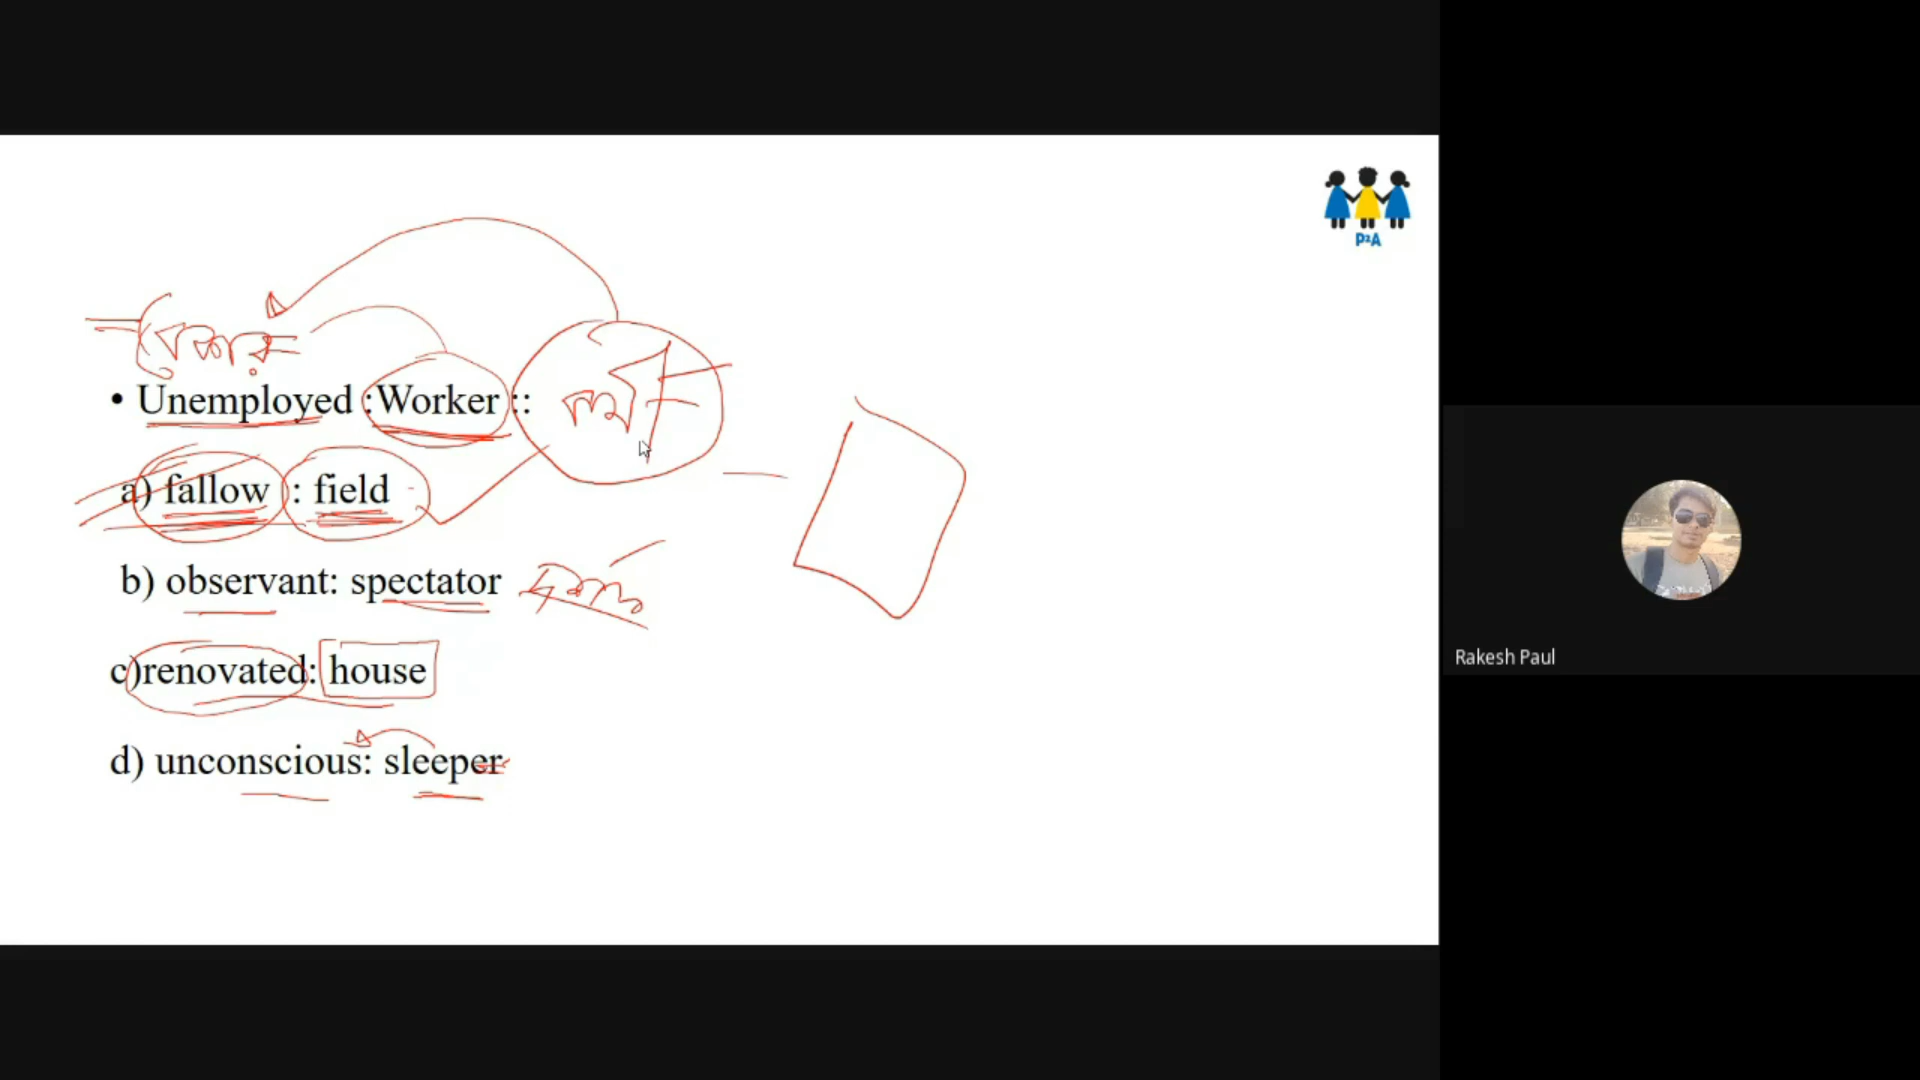 P²A
বেকার
• Unemployed :Worker ::
a) fallow : field
b) observant: spectator
c)renovated: house
d) unconscious: sleeper
Rakesh Paul